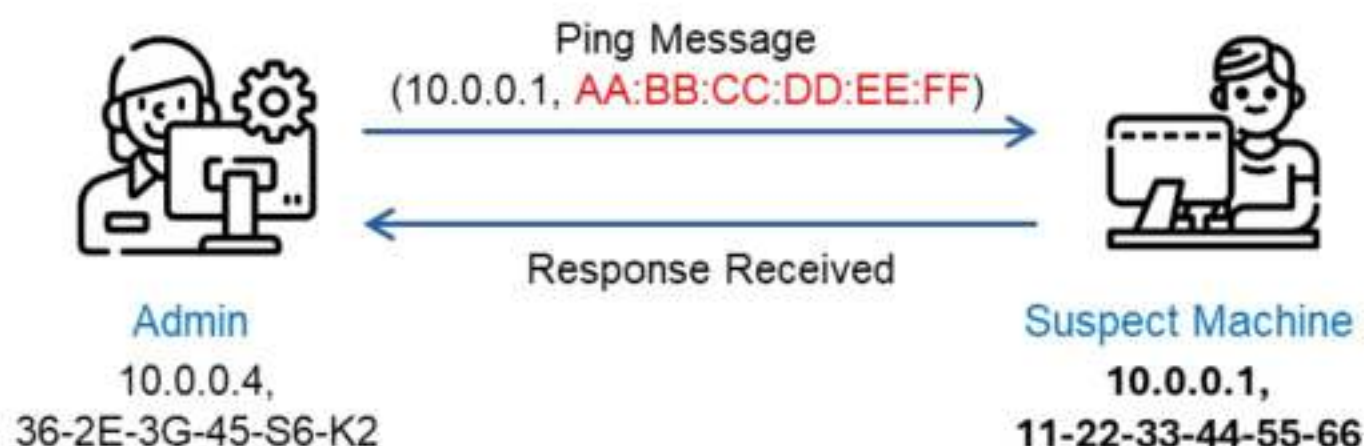 Ping Message
(10.0.0.1, AA:BB:CC:DD:EE:FF)
Response Received
Admin
10.0.0.4,
36-2E-3G-45-S6-K2
Suspect Machine
10.0.0.1,
11-22-33-44-55-66